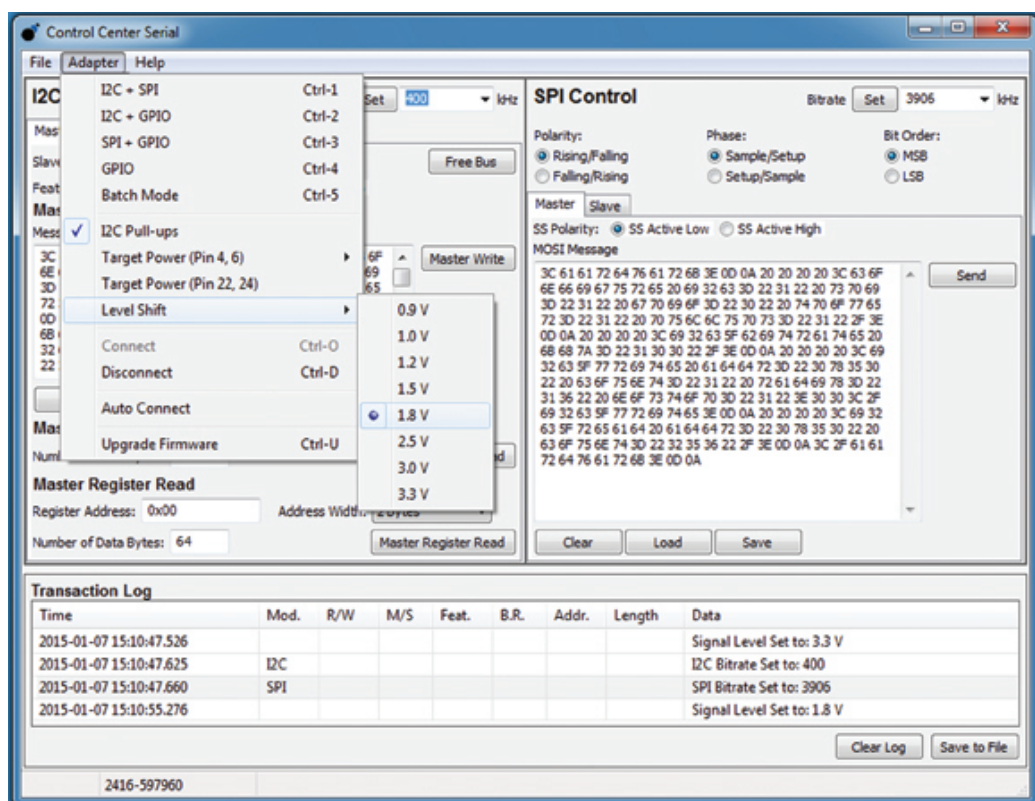 Control Center Serial
File Adapter Help
I2C + SPI Ctrl-1
I2C + GPIO Ctrl-2
SPI + GPIO Ctrl-3
GPIO Ctrl-4
Batch Mode Ctrl-5
I2C Pull-ups
Target Power (Pin 4, 6)
Target Power (Pin 22, 24)
Level Shift
Connect Ctrl-O
Disconnect Ctrl-D
Auto Connect
Upgrade Firmware Ctrl-U
0.9 V
1.0 V
1.2 V
1.5 V
1.8 V
2.5 V
3.0 V
3.3 V
I2C
Set 400 kHz
Free Bus
Master Write
3C
6E
3D
72
0D
68
32
22
6F
69
65
Master Register Read
Register Address: 0x00 Address Width: 2 Bytes
Number of Data Bytes: 64 Master Register Read
SPI Control Bitrate Set 3906 kHz
Polarity: Phase: Bit Order:
Rising/Falling Sample/Setup MSB
Falling/Rising Setup/Sample LSB
Master Slave
SS Polarity: SS Active Low SS Active High
MOSI Message
3C 61 61 72 64 76 61 72 68 3E 0D 0A 20 20 20 20 3C 63 6F
6E 66 69 67 75 72 65 20 69 32 63 3D 22 31 22 20 73 70 69
3D 22 31 22 20 67 70 69 6F 3D 22 30 22 20 74 70 6F 77 65
72 3D 22 31 22 20 70 75 6C 6C 75 70 73 3D 22 31 22 2F 3E
0D 0A 20 20 20 20 3C 69 32 63 5F 62 69 74 72 61 74 65 20
6B 68 7A 3D 22 31 30 30 22 2F 3E 0D 0A 20 20 20 20 3C 69
32 63 5F 77 72 69 74 65 20 61 64 64 72 3D 22 30 78 35 30
22 20 63 6F 75 6E 74 3D 22 31 22 20 72 61 64 69 78 3D 22
31 36 22 20 6E 6F 73 74 6F 70 3D 22 31 22 3E 30 30 3C 2F
69 32 63 5F 77 72 69 74 65 3E 0D 0A 20 20 20 20 3C 69 32
63 5F 72 65 61 64 20 61 64 64 72 3D 22 30 78 35 30 22 20
63 6F 75 6E 74 3D 22 32 35 36 22 2F 3E 0D 0A 3C 2F 61 61
72 64 76 61 72 68 3E 0D 0A
Send
Clear Load Save
Transaction Log
Time Mod. R/W M/S Feat. B.R. Addr. Length Data
2015-01-07 15:10:47.526 Signal Level Set to: 3.3 V
2015-01-07 15:10:47.625 I2C I2C Bitrate Set to: 400
2015-01-07 15:10:47.660 SPI SPI Bitrate Set to: 3906
2015-01-07 15:10:55.276 Signal Level Set to: 1.8 V
Clear Log Save to File
2416-597960